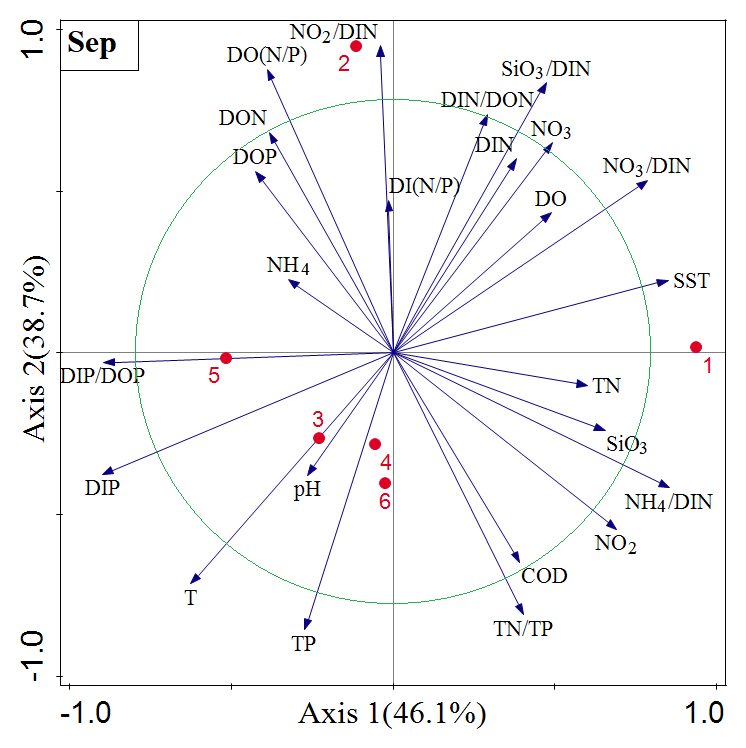 1.0
Sep
NO2/DIN
DO(N/P)
2
SiO3/DIN
DIN/DON
DON
DIN
NO3
DOP
NO3/DIN
DI(N/P)
DO
NH4
SST
Axis 2(38.7%)
DIP/DOP
5
1
TN
3
SiO3
4
DIP
pH
6
NH4/DIN
NO2
COD
T
TP
TN/TP
-1.0
-1.0
Axis 1(46.1%)
1.0